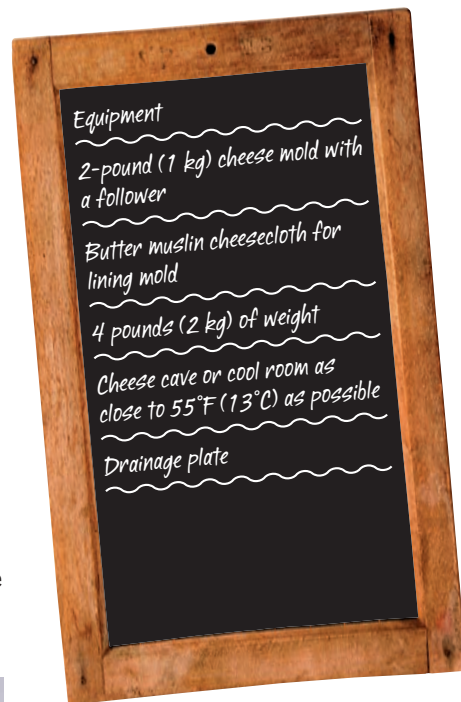 Equipment
2-pound (1 kg) cheese mold with
a follower
Butter muslin cheesecloth for
lining mold
4 pounds (2 kg) of weight
Cheese cave or cool room as
close to 55°F (13°C) as possible
Drainage plate